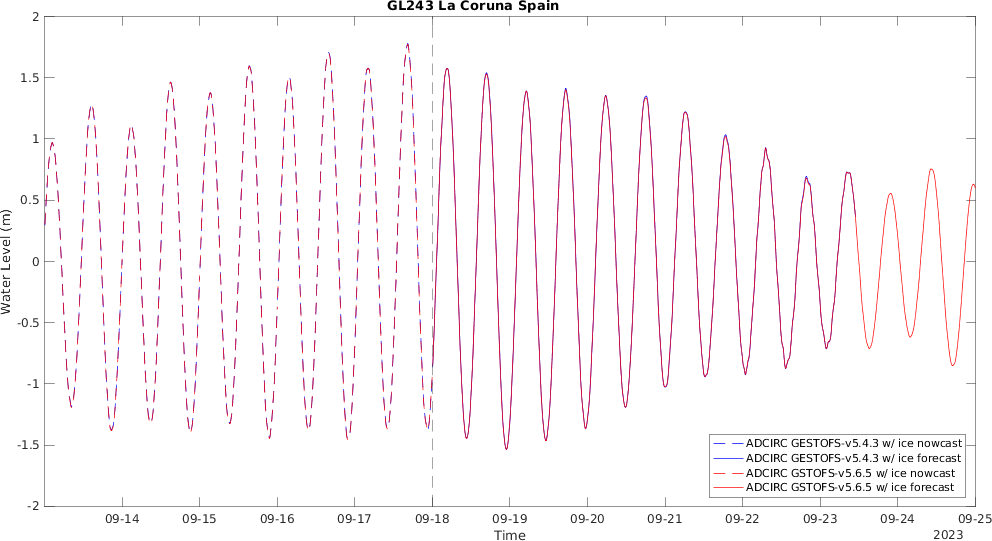 GL243 La Coruna Spain
2
1.5
1
0.5
0
-0.5
-1
-1.5
-2
Water Level (m)
ADCIRC GESTOFS-v5.4.3 w/ ice nowcast
ADCIRC GESTOFS-v5.4.3 w/ ice forecast
ADCIRC GSTOFS-v5.6.5 w/ ice nowcast
ADCIRC GSTOFS-v5.6.5 w/ ice forecast
09-14 09-15 09-16 09-17 09-18 09-19 09-20 09-21 09-22 09-23 09-24 09-25
Time
2023